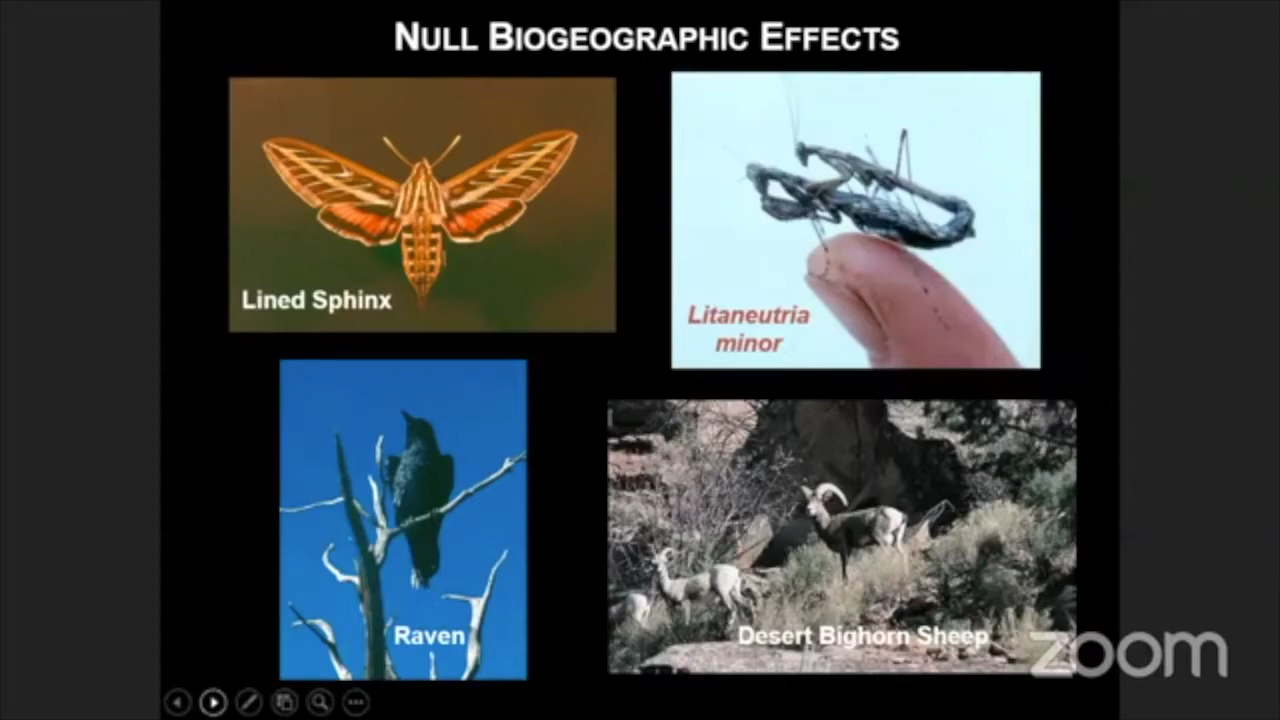 NULL BIOGEOGRAPHIC EFFECTS
Lined Sphinx
Litaneutria
minor
Raven
Desert Bighorn Sheep
zoom